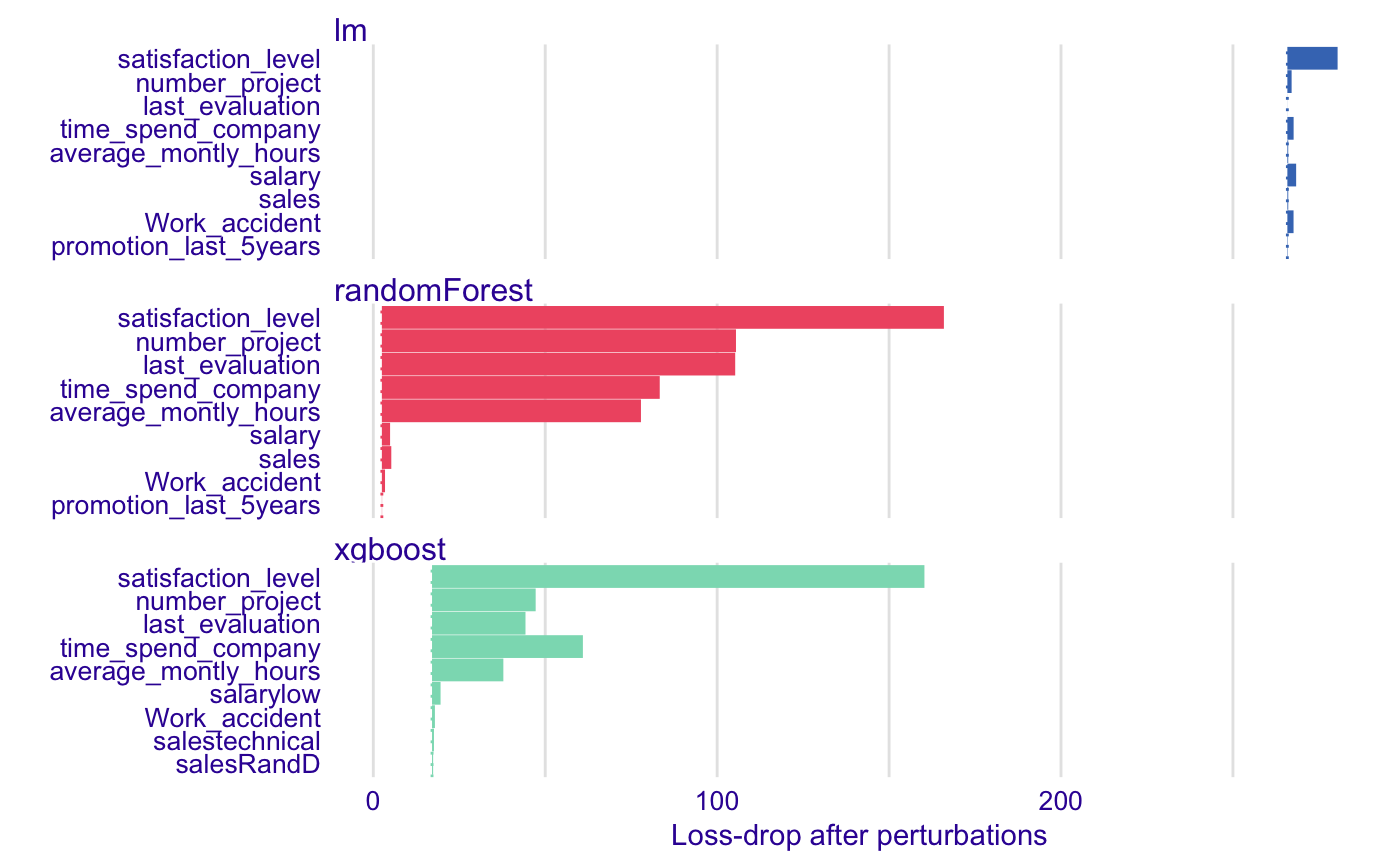 lm
satisfaction_level
number_project
last_evaluation
time_spend_company
average_montly_hours
salary
sales
Work_accident
promotion_last_5years
randomForest
satisfaction_level
number_project
last_evaluation
time_spend_company
average_montly_hours
salary
sales
Work_accident
promotion_last_5years
xgboost
satisfaction_level
number_project
last_evaluation
time_spend_company
average_montly_hours
salarylow
Work_accident
salestechnical
salesRandD
0 100 200
Loss-drop after perturbations